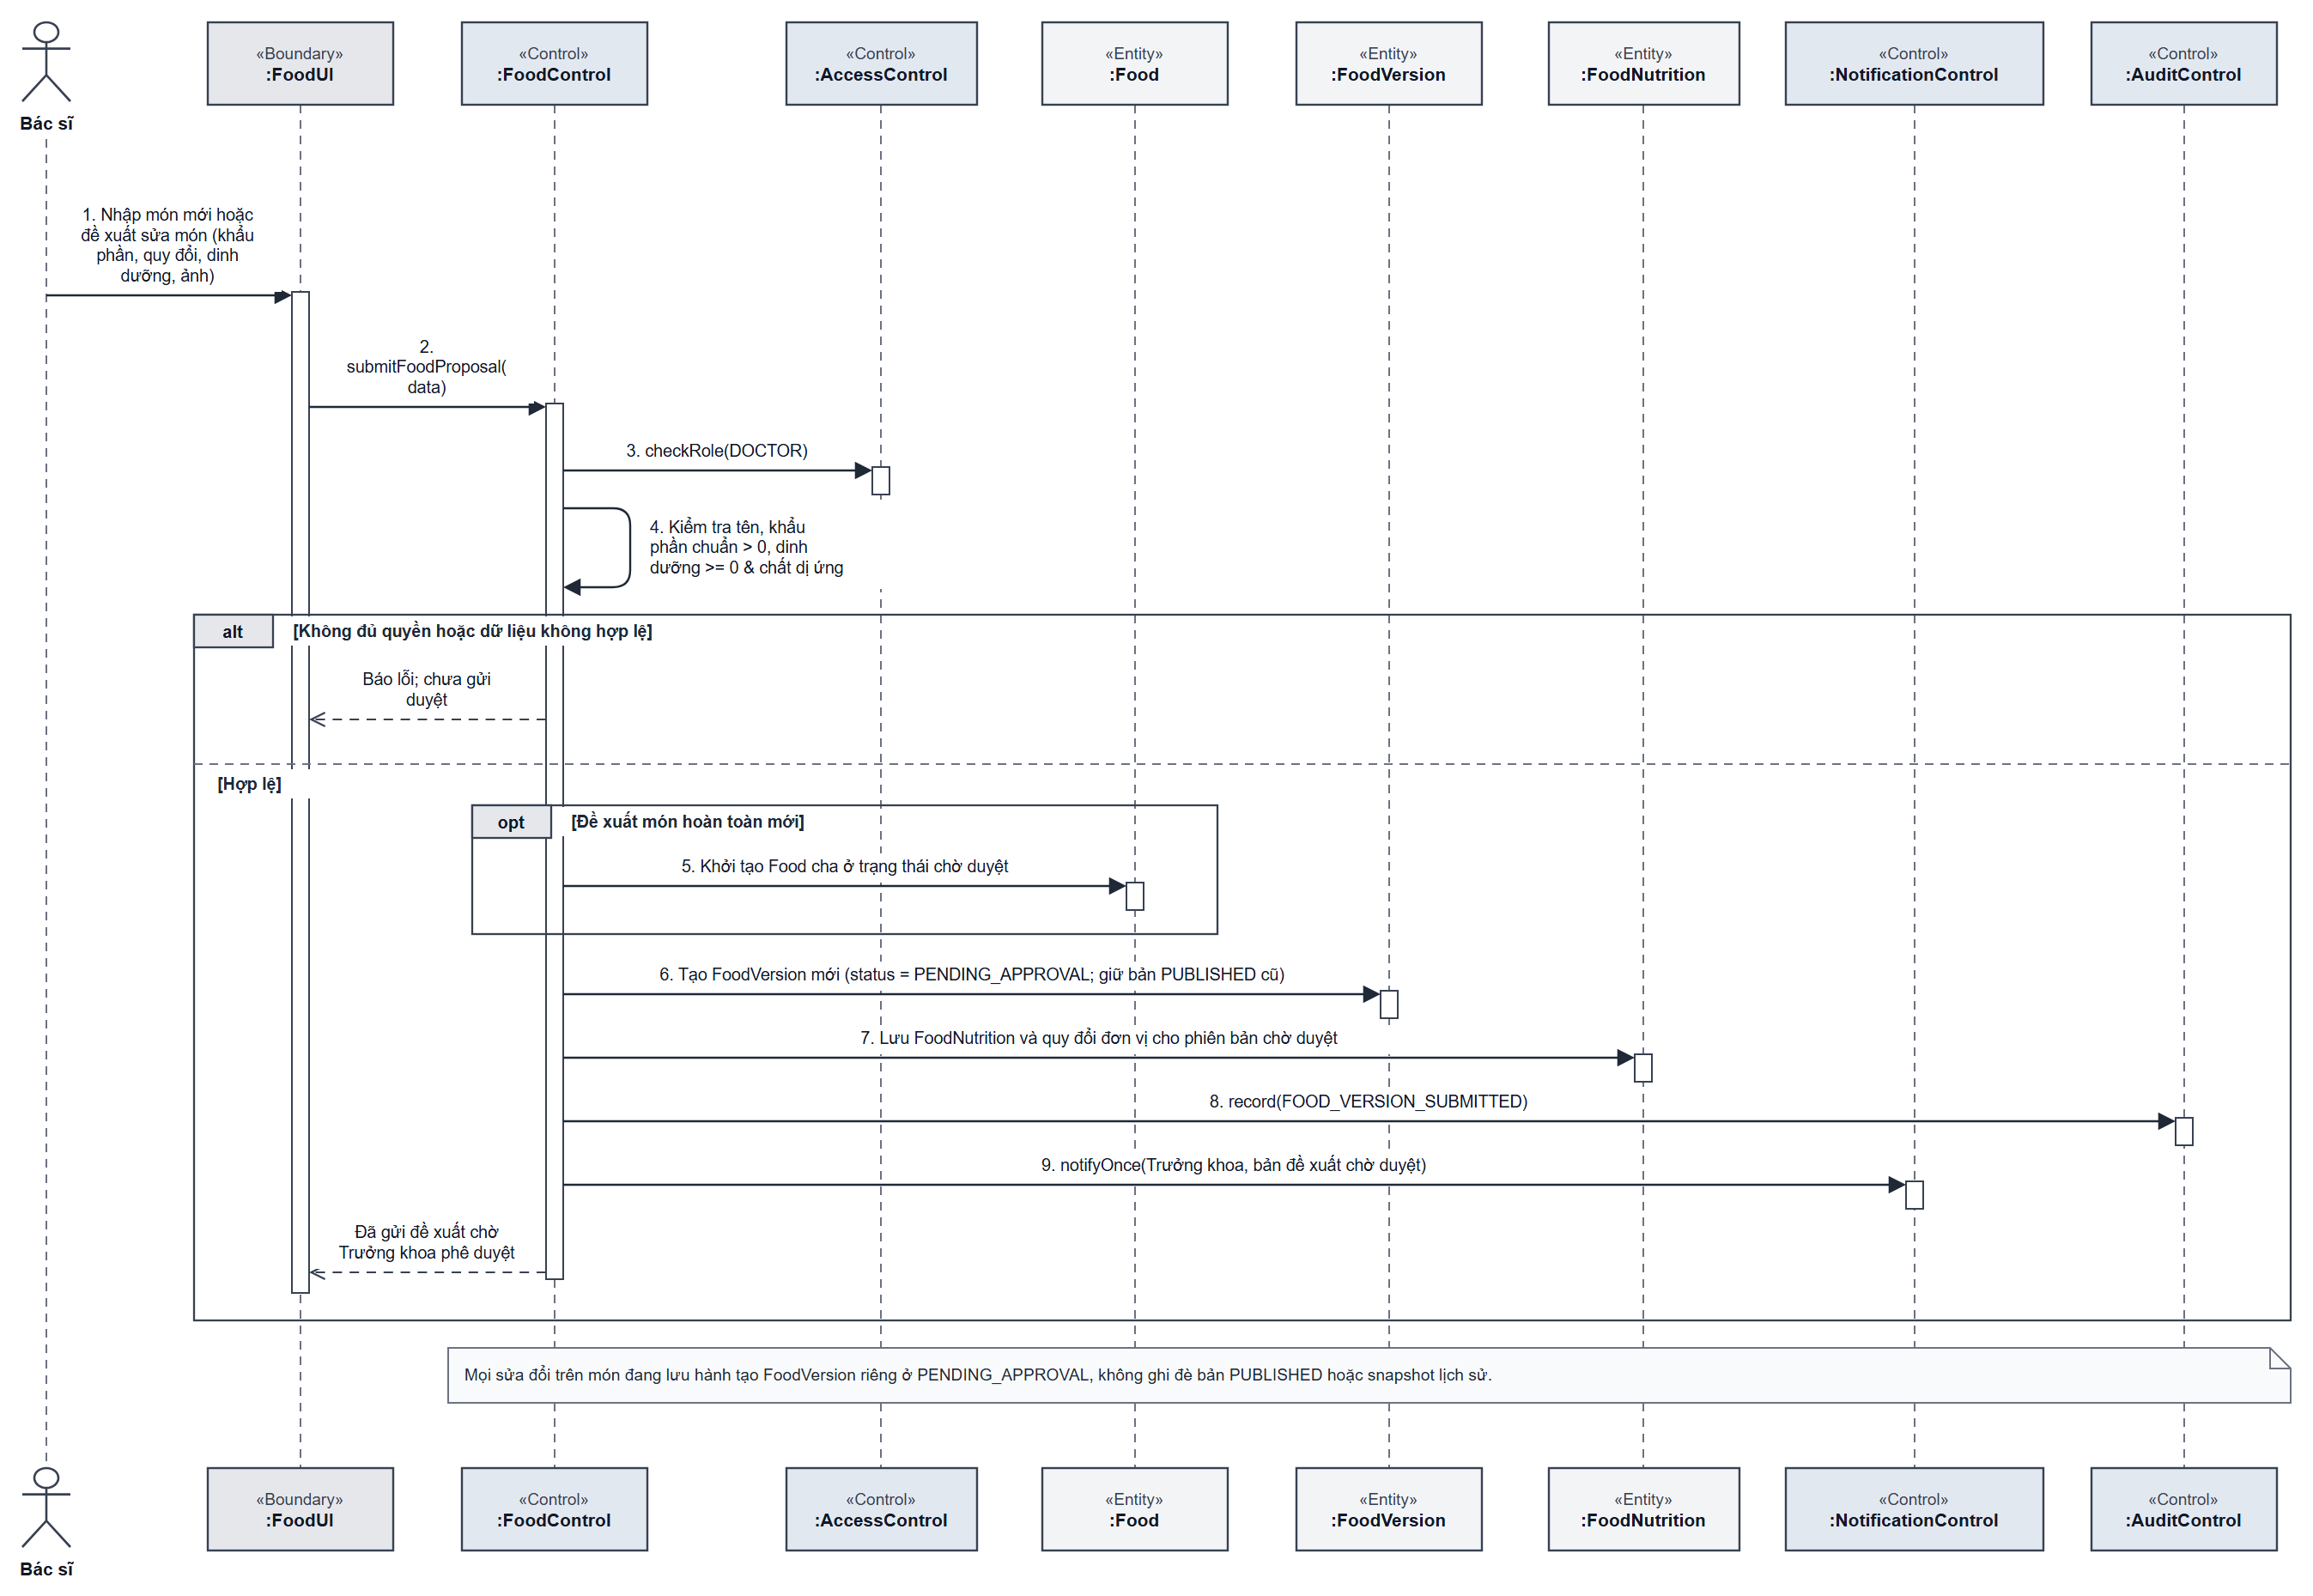 «Boundary»
:FoodUI
«Control»
:FoodControl
«Control»
:AccessControl
«Entity»
:Food
«Entity»
:FoodVersion
«Entity»
:FoodNutrition
«Control»
:NotificationControl
«Control»
:AuditControl
Bác sĩ
1. Nhập món mới hoặc
đề xuất sửa món (khẩu
phần, quy đổi, dinh
dưỡng, ảnh)
2.
submitFoodProposal(
data)
3. checkRole(DOCTOR)
4. Kiểm tra tên, khẩu
phần chuẩn > 0, dinh
dưỡng >= 0 & chất dị ứng
alt
[Không đủ quyền hoặc dữ liệu không hợp lệ]
Báo lỗi; chưa gửi
duyệt
[Hợp lệ]
opt
[Đề xuất món hoàn toàn mới]
5. Khởi tạo Food cha ở trạng thái chờ duyệt
6. Tạo FoodVersion mới (status = PENDING_APPROVAL; giữ bản PUBLISHED cũ)
7. Lưu FoodNutrition và quy đổi đơn vị cho phiên bản chờ duyệt
8. record(FOOD_VERSION_SUBMITTED)
9. notifyOnce(Trưởng khoa, bản đề xuất chờ duyệt)
Đã gửi đề xuất chờ
Trưởng khoa phê duyệt
Mọi sửa đổi trên món đang lưu hành tạo FoodVersion riêng ở PENDING_APPROVAL, không ghi đè bản PUBLISHED hoặc snapshot lịch sử.
«Boundary»
:FoodUI
«Control»
:FoodControl
«Control»
:AccessControl
«Entity»
:Food
«Entity»
:FoodVersion
«Entity»
:FoodNutrition
«Control»
:NotificationControl
«Control»
:AuditControl
Bác sĩ